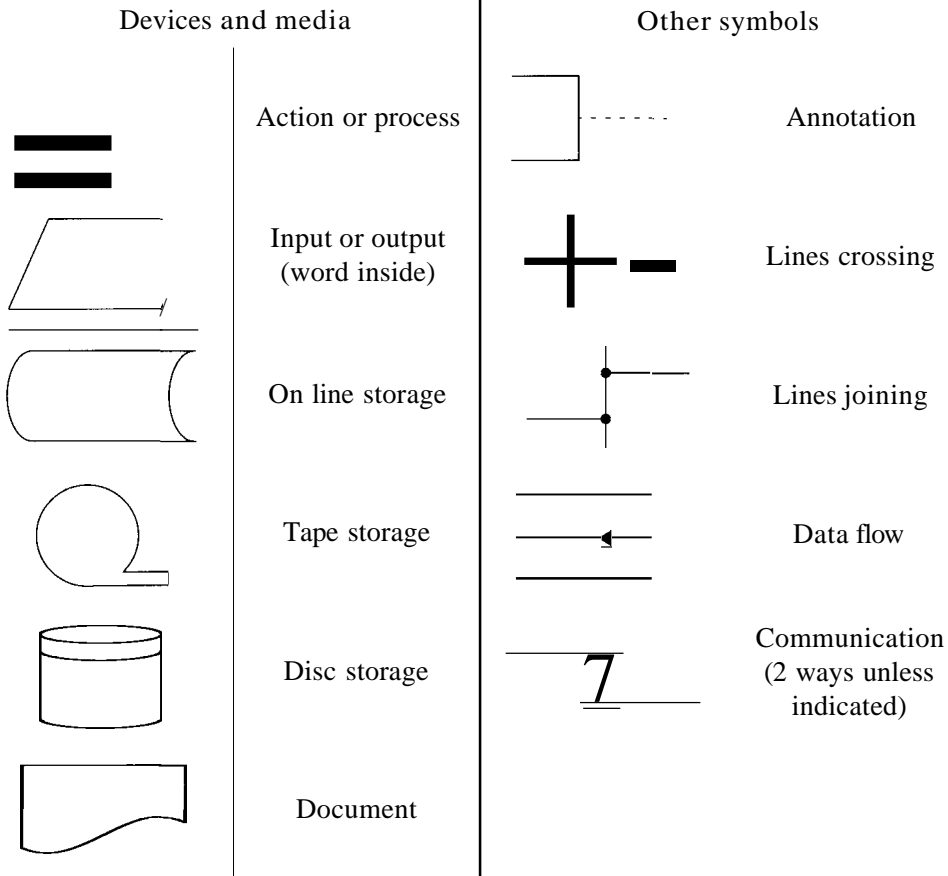 Devices and media
Action or process
Input or output
(word inside)
On line storage
Tape storage
Disc storage
Document
Other symbols
Annotation
Lines crossing
Lines joining
Data flow
7
Communication
(2 ways unless
indicated)